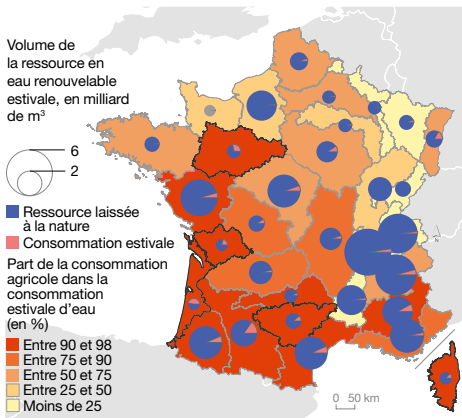 Volume de
la ressource en
eau renouvelable
estivale, en milliard
de m³
6
2
Ressource laissée
à la nature
Consommation estivale
Part de la consommation
agricole dans la
consommation
estivale d'eau
(en %)
Entre 90 et 98
Entre 75 et 90
Entre 50 et 75
Entre 25 et 50
Moins de 25
0 50 km